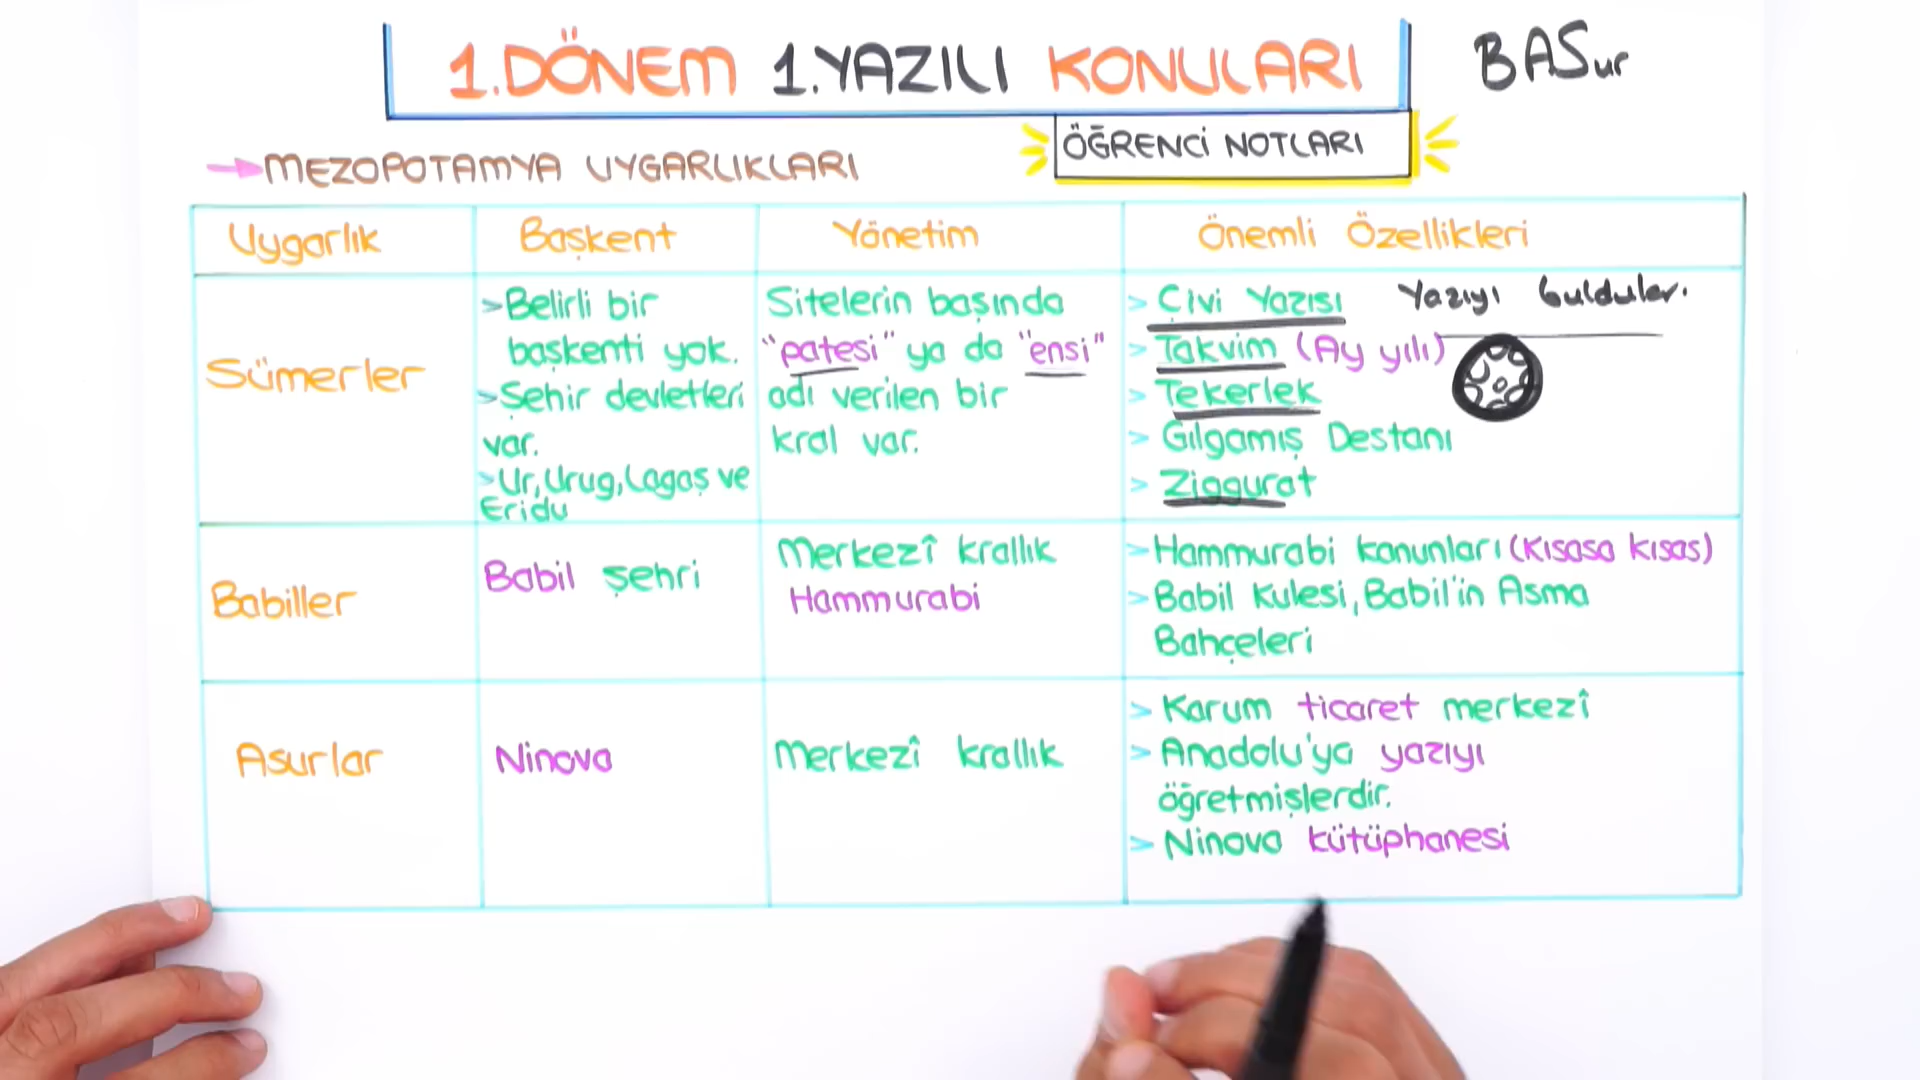 1.DÖNEM 1.YAZILI KONULARI
BASur
ÖĞRENCİ NOTLARI
MEZOPOTAMYA UYGARLIKLARI
Uygarlık
Başkent
Yönetim
Önemli Özellikleri
Sümerler
>Belirli bir
başkenti yok.
>Şehir devletleri
var.
>Ur,Urug,Lagaş ve
Eridu
Sitelerin başında
"patesi" ya da "ensi"
adı verilen bir
kral var.
> Çivi Yazısı Yazıyı buldular.
> Takvim (Ay yılı)
> Tekerlek
> Gılgamış Destanı
> Ziggurat
Babiller
Babil şehri
Merkezî krallık
Hammurabi
>Hammurabi kanunları (Kısasa kısas)
>Babil Kulesi, Babil'in Asma
Bahçeleri
Asurlar
Ninova
Merkezî krallık
> Karum ticaret merkezî
> Anadolu'ya yazıyı
öğretmişlerdir.
> Ninova kütüphanesi